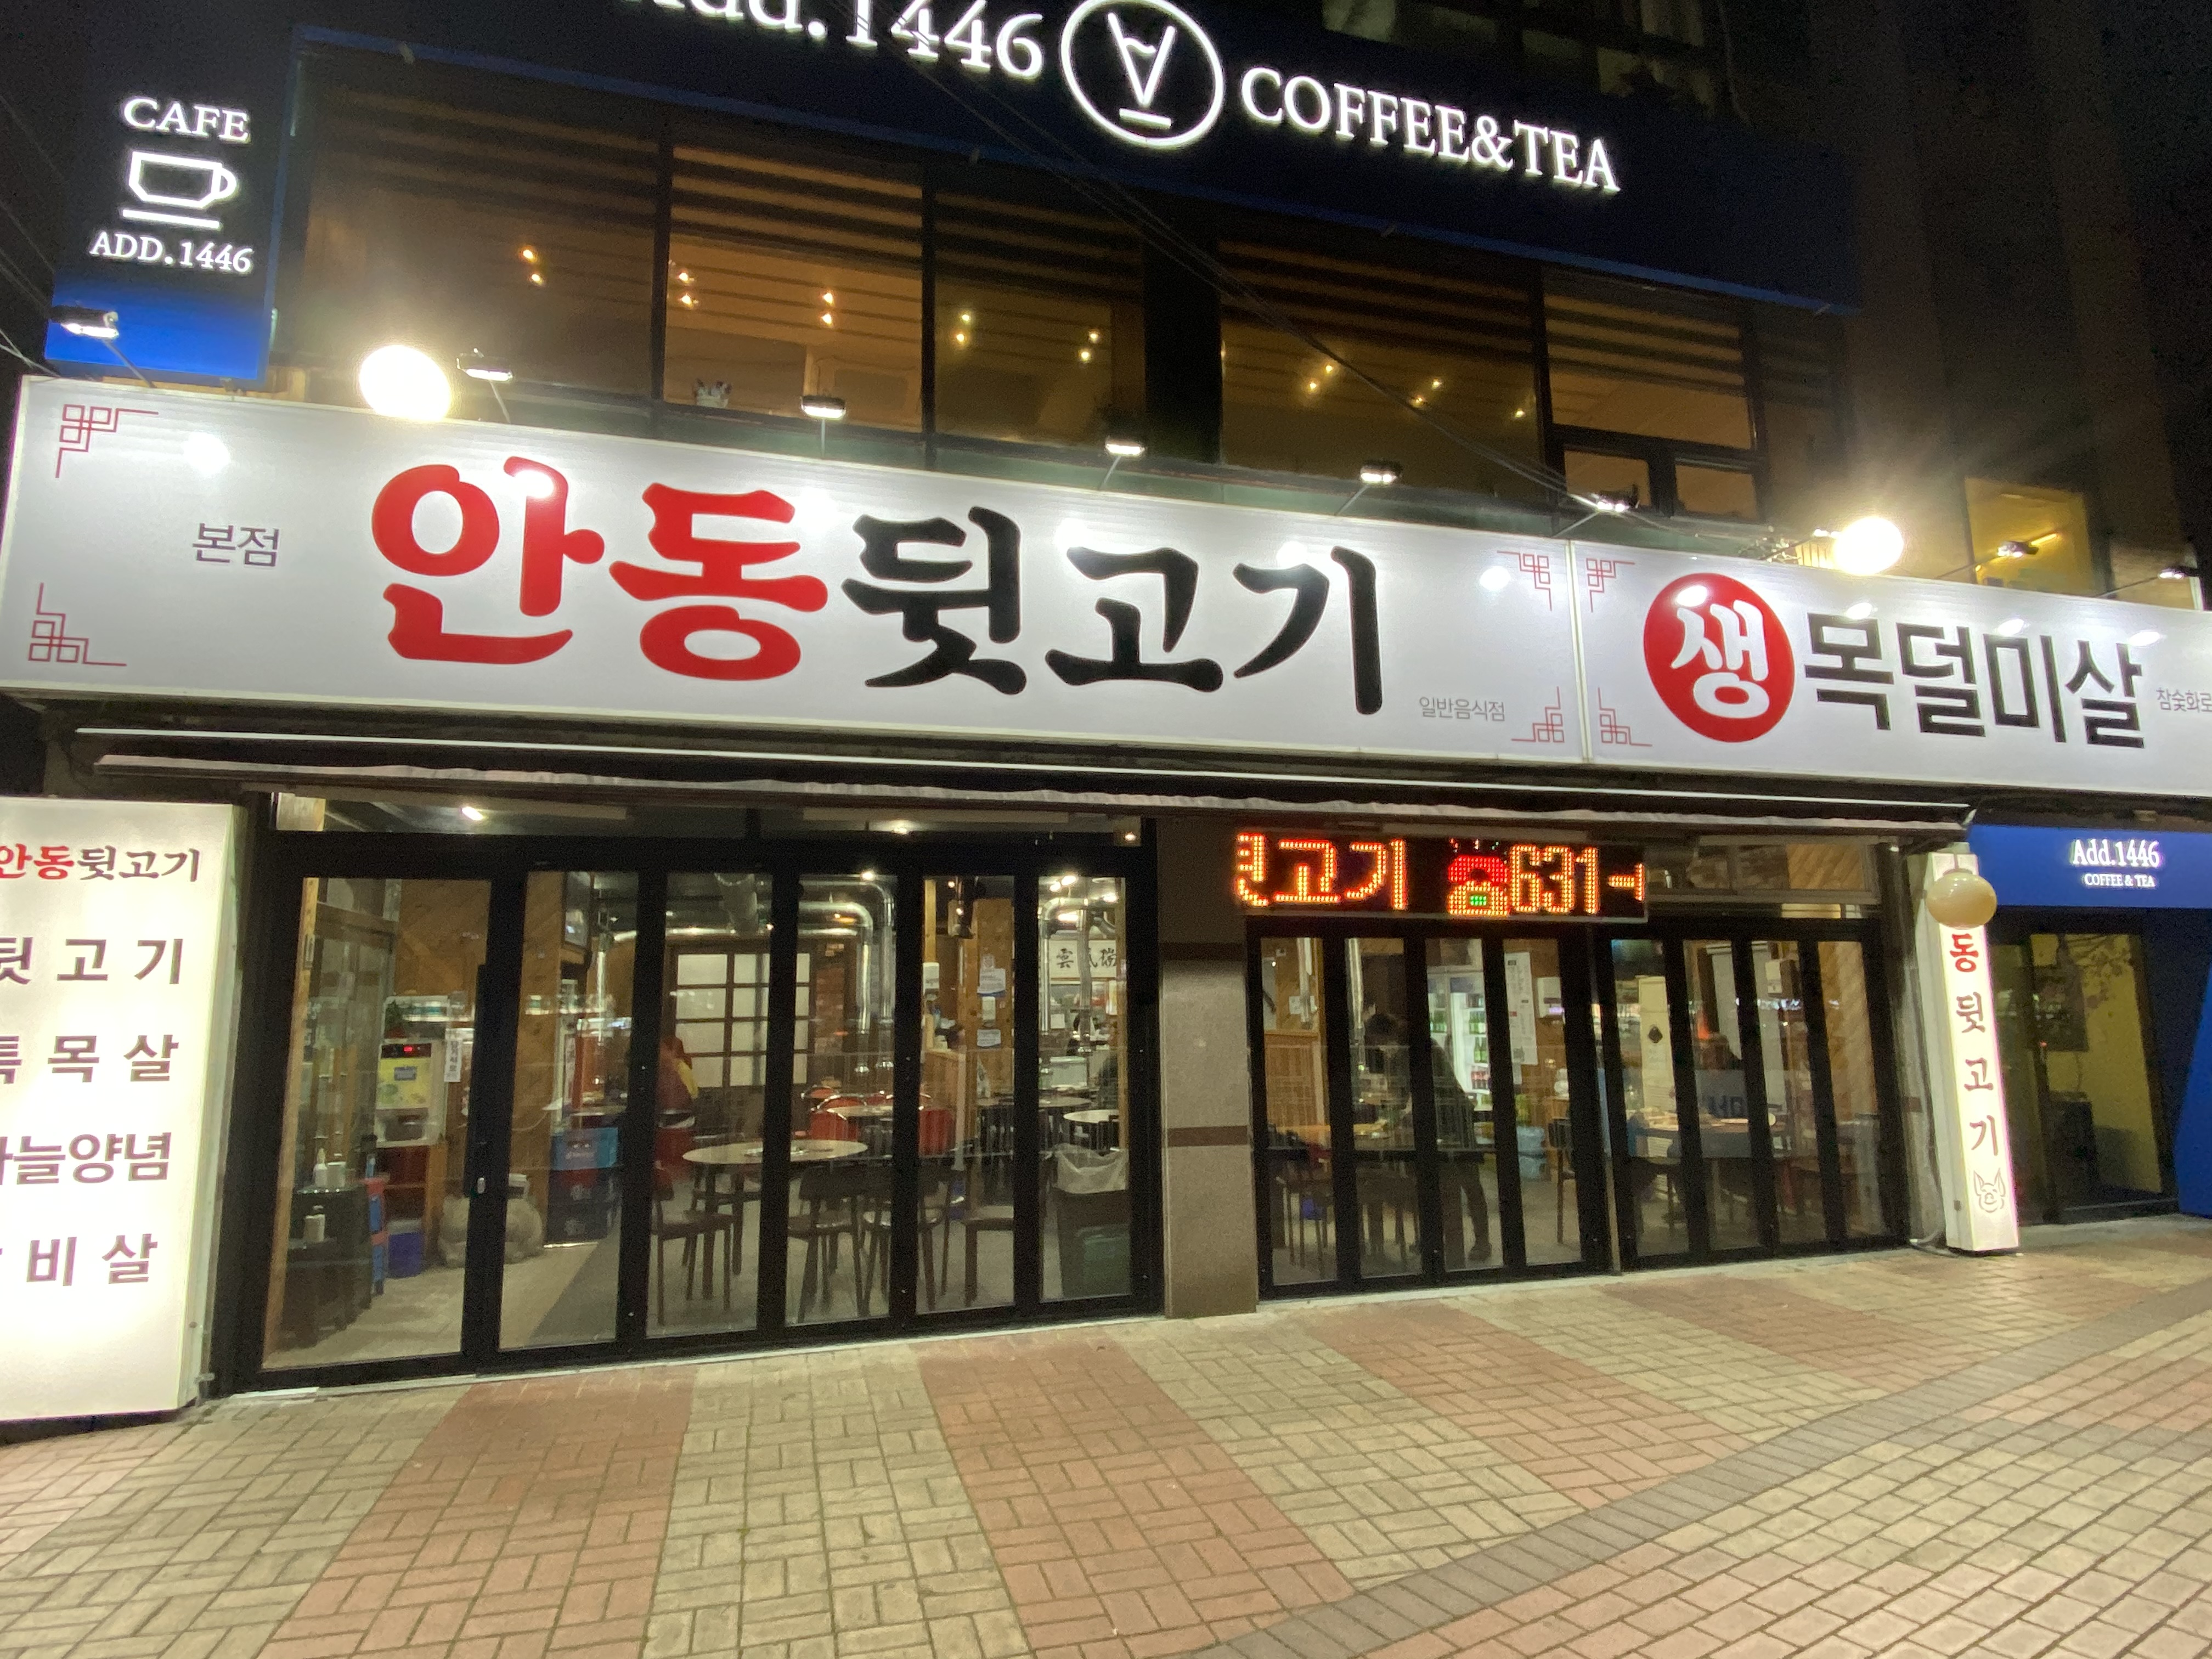 1446 COFFEE&TEA
CAFE
ADD.1446
본점 안동뒷고기 일반음식점
생 목덜미살 참숯화로
고기 ☎631-
Add.1446
COFFEE & TEA
안동뒷고기
뒷고기
목살
마늘양념
비살
동뒷고기